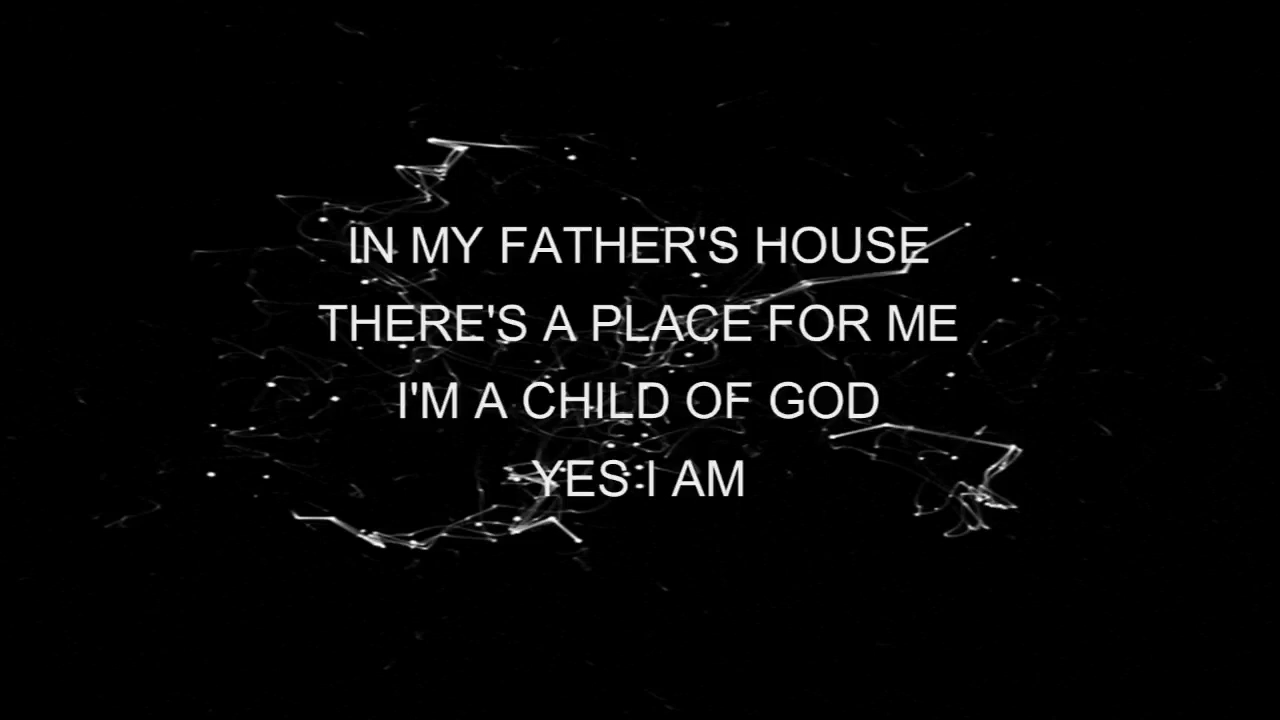 IN MY FATHER'S HOUSE
THERE'S A PLACE FOR ME
I'M A CHILD OF GOD
YES I AM